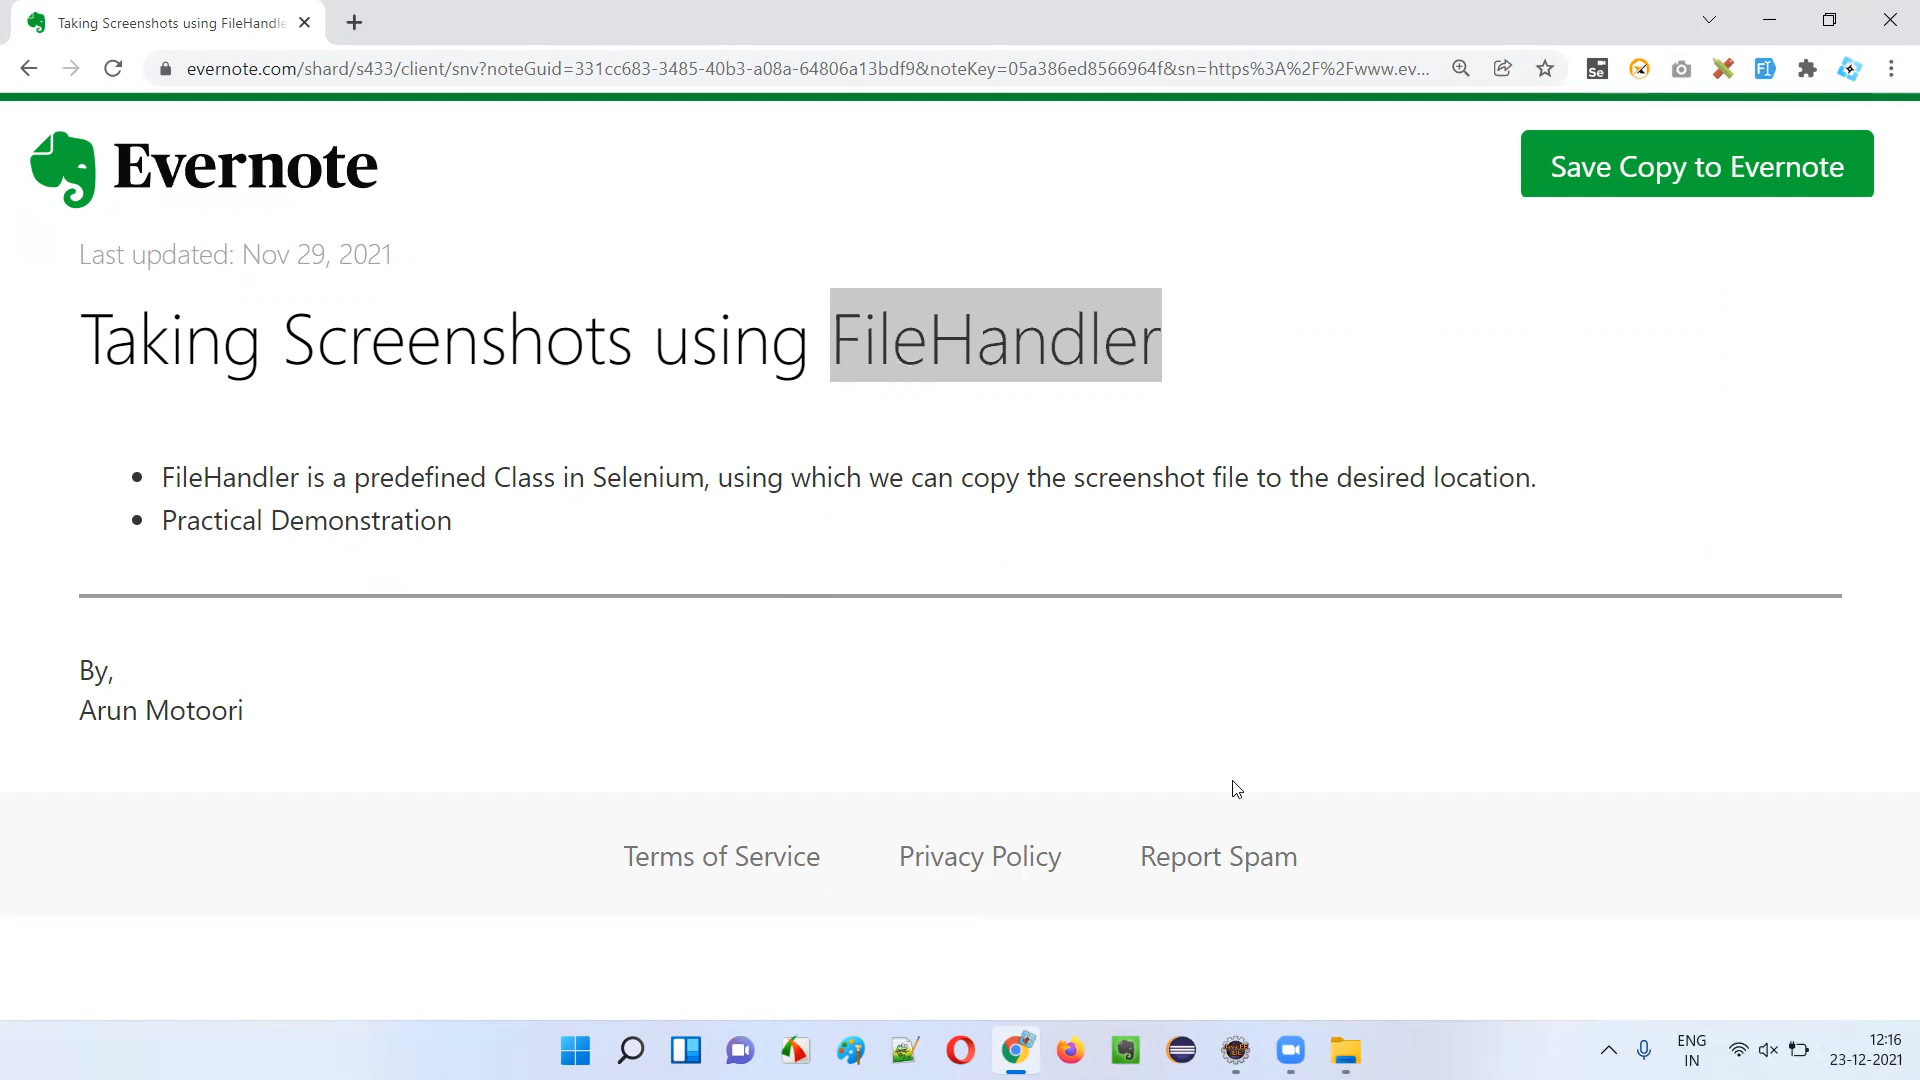 Taking Screenshots using FileHandle
evernote.com/shard/s433/client/snv?noteGuid=331cc683-3485-40b3-a08a-64806a13bdf9&noteKey=05a386ed8566964f&sn=https%3A%2F%2Fwww.ev...
Evernote
Save Copy to Evernote
Last updated: Nov 29, 2021
Taking Screenshots using FileHandler
• FileHandler is a predefined Class in Selenium, using which we can copy the screenshot file to the desired location.
• Practical Demonstration
By,
Arun Motoori
Terms of Service Privacy Policy Report Spam
ENG
IN
12:16
23-12-2021